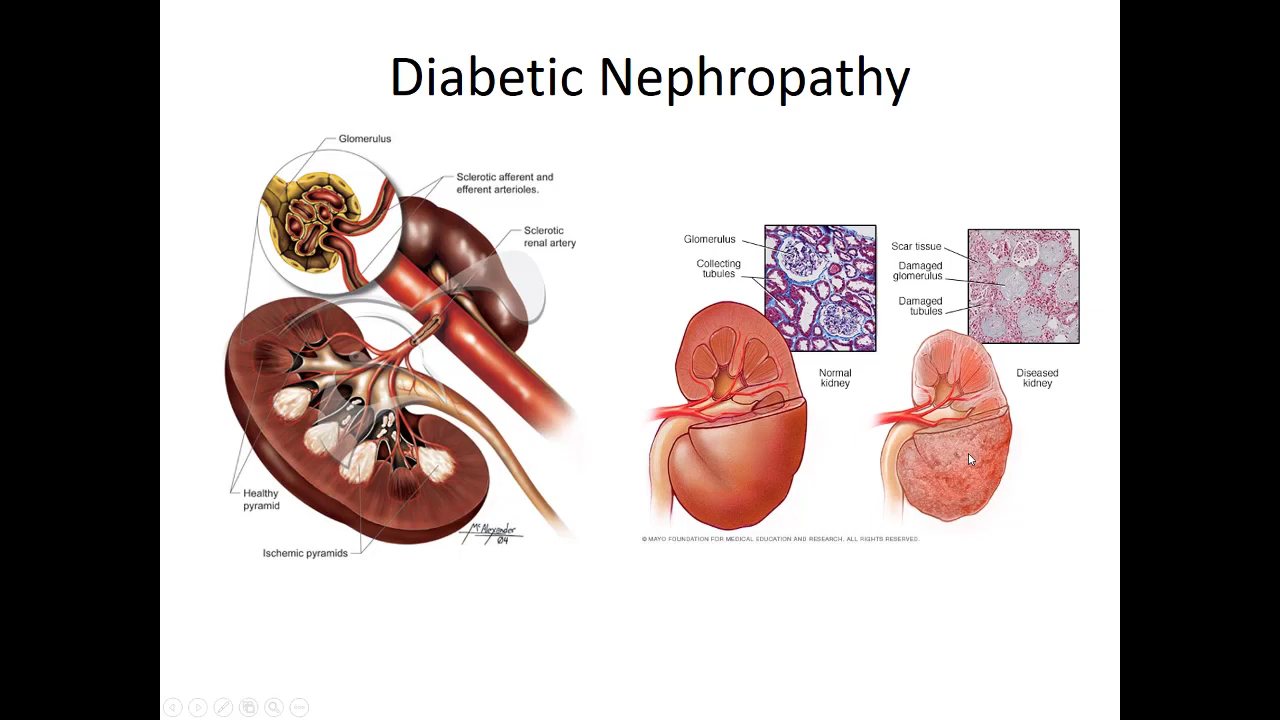 Diabetic Nephropathy
Glomerulus
Sclerotic afferent and
efferent arterioles.
Sclerotic
renal artery
Healthy
pyramid
Ischemic pyramids
McAlexander
04
Glomerulus
Collecting
tubules
Normal
kidney
Scar tissue
Damaged
glomerulus
Damaged
tubules
Diseased
kidney
© MAYO FOUNDATION FOR MEDICAL EDUCATION AND RESEARCH. ALL RIGHTS RESERVED.